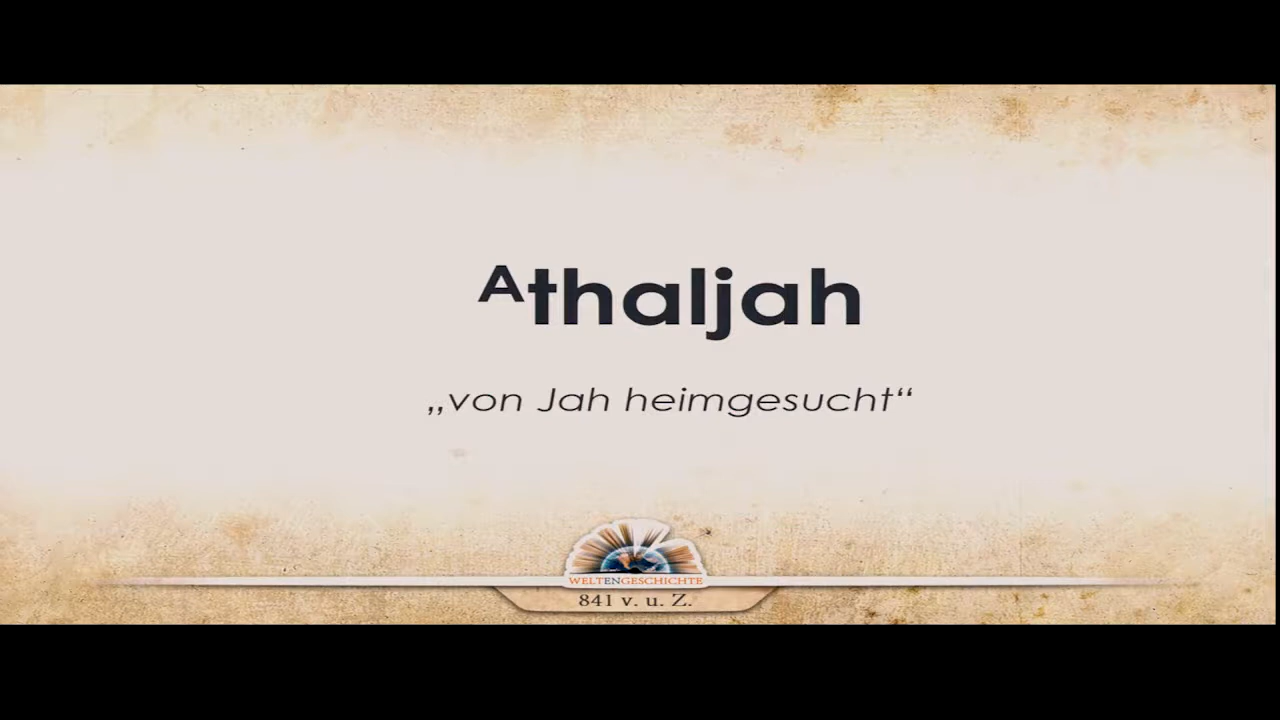 Athaljah
„von Jah heimgesucht“
WELTENGESCHICHTE
841 v. u. Z.